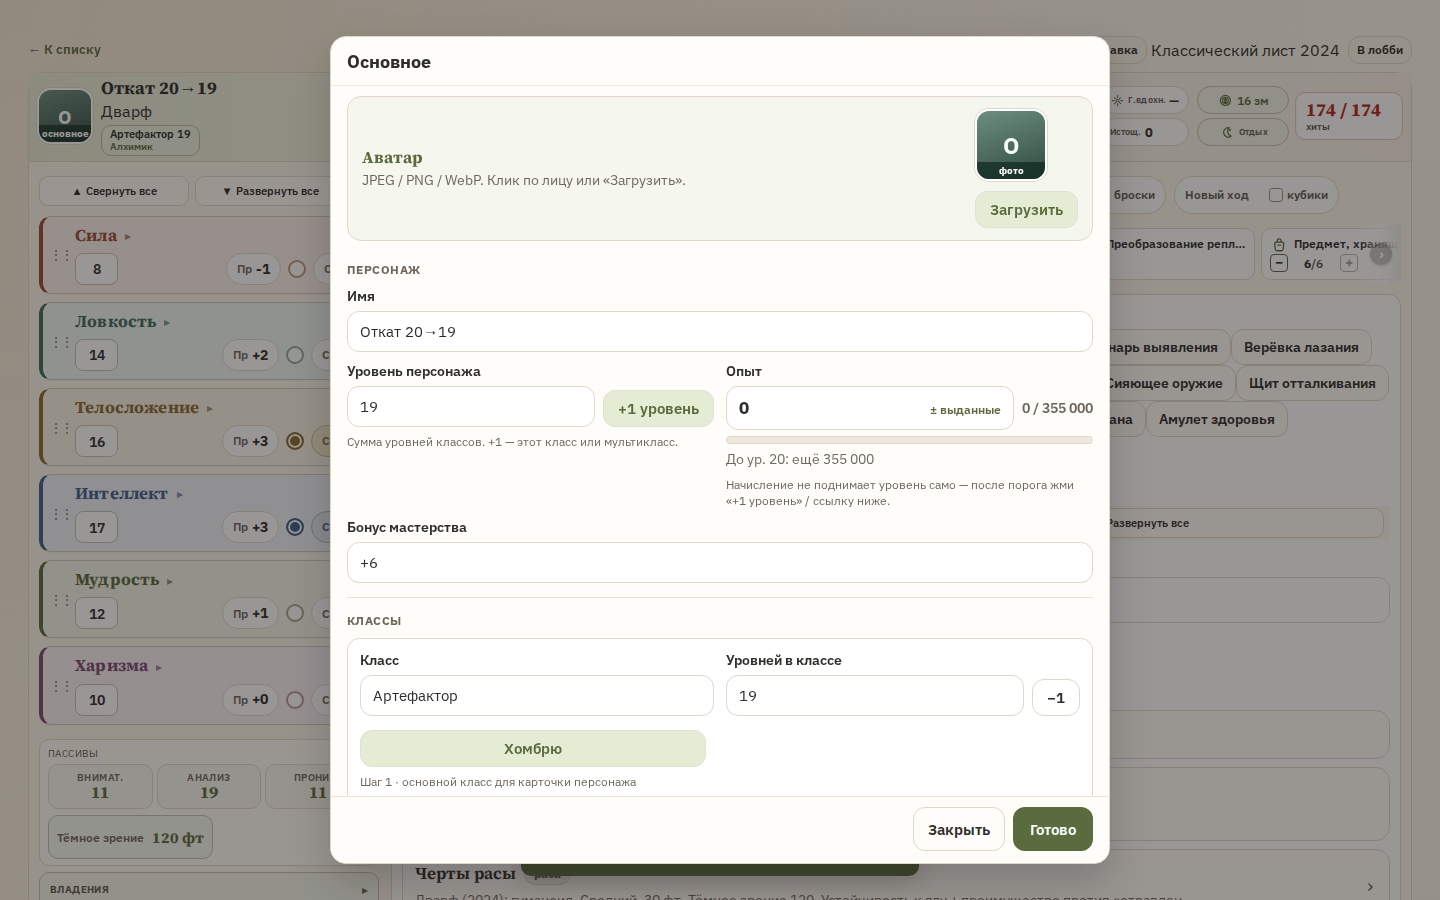 ← К списку
авка
Классический лист 2024
В лобби
О
основное
Откат 20→19
Дварф
Артефактор 19
Алхимик
Г.вдохн. —
16 зм
Истощ. 0
Отдых
174 / 174
хиты
▲ Свернуть все
▼ Развернуть все
броски
Новый ход
кубики
Сила ▸
8
Пр -1
Ловкость ▸
14
Пр +2
Телосложение ▸
16
Пр +3
Интеллект ▸
17
Пр +3
Мудрость ▸
12
Пр +1
Харизма ▸
10
Пр +0
ПАССИВЫ
ВНИМАТ.
11
АНАЛИЗ
19
ПРОНИ
11
Тёмное зрение 120 фт
ВЛАДЕНИЯ ▸
Основное
Аватар
JPEG / PNG / WebP. Клик по лицу или «Загрузить».
О
фото
Загрузить
ПЕРСОНАЖ
Имя
Откат 20→19
Уровень персонажа
19
+1 уровень
Сумма уровней классов. +1 — этот класс или мультикласс.
Опыт
0
± выданные
0 / 355 000
До ур. 20: ещё 355 000
Начисление не поднимает уровень само — после порога жми
«+1 уровень» / ссылку ниже.
Бонус мастерства
+6
КЛАССЫ
Класс
Артефактор
Уровней в классе
19
−1
Хомбрю
Шаг 1 · основной класс для карточки персонажа
Закрыть
Готово
Преобразование репл...
Предмет, храня
− 6/6 +
нарь выявления
Верёвка лазания
Сияющее оружие
Щит отталкивания
ана
Амулет здоровья
Развернуть все
Черты расы